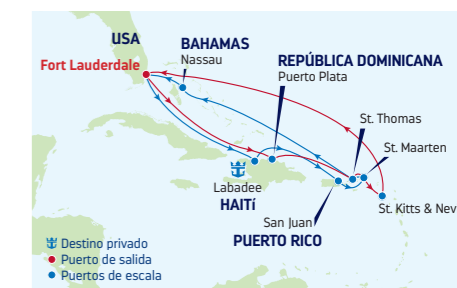 USA
BAHAMAS
Nassau
Fort Lauderdale
REPÚBLICA DOMINICANA
Puerto Plata
St. Thomas
St. Maarten
Labadee
HAITí
St. Kitts & Nev
San Juan
PUERTO RICO
Destino privado
Puerto de salida
Puertos de escala